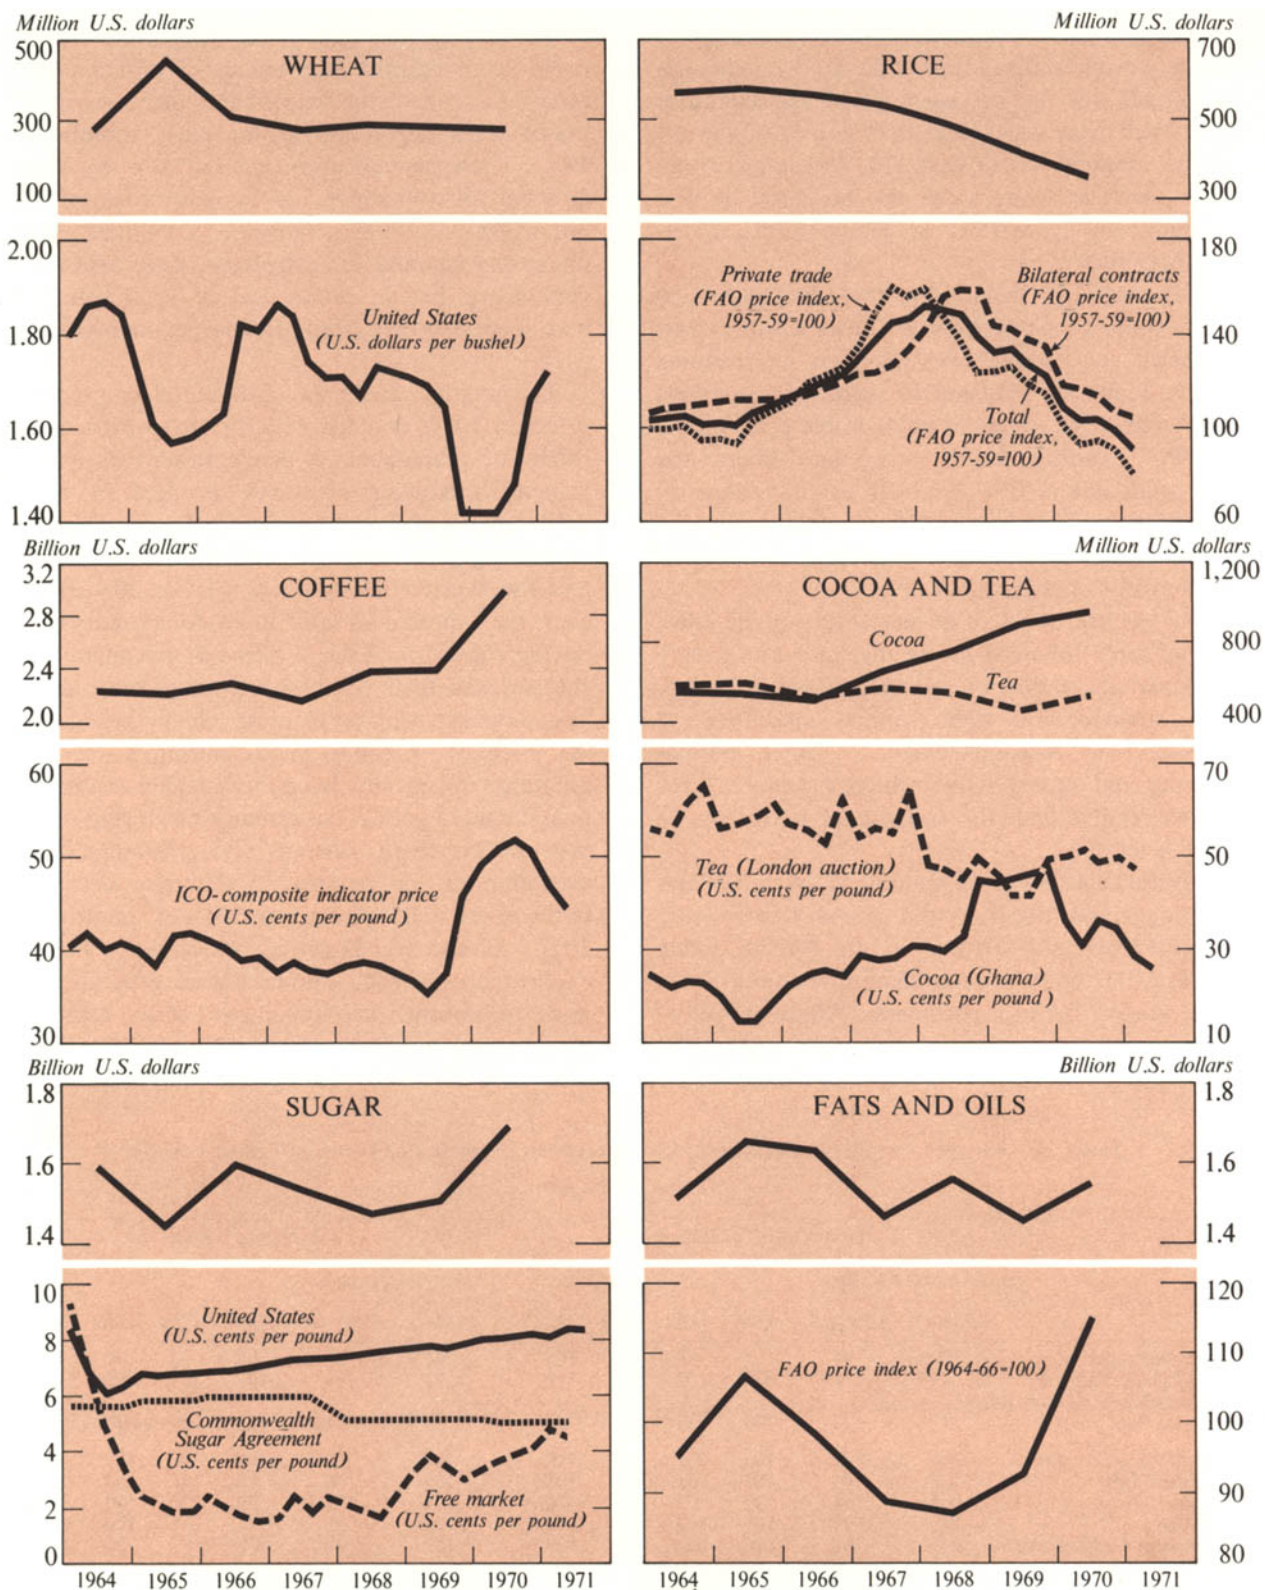 Million U.S. dollars
WHEAT
500
300
100
2.00
1.80
1.60
1.40
United States
(U.S. dollars per bushel)
Million U.S. dollars
RICE
700
500
300
180
140
100
60
Private trade
(FAO price index,
1957-59=100)
Bilateral contracts
(FAO price index,
1957-59=100)
Total
(FAO price index,
1957-59=100)
Billion U.S. dollars
COFFEE
3.2
2.8
2.4
2.0
60
50
40
30
ICO-composite indicator price
(U.S. cents per pound)
Million U.S. dollars
COCOA AND TEA
1,200
800
400
Cocoa
Tea
70
50
30
10
Tea (London auction)
(U.S. cents per pound)
Cocoa (Ghana)
(U.S. cents per pound)
Billion U.S. dollars
SUGAR
1.8
1.6
1.4
10
8
6
4
2
0
United States
(U.S. cents per pound)
Commonwealth
Sugar Agreement
(U.S. cents per pound)
Free market
(U.S. cents per pound)
1964 1965 1966 1967 1968 1969 1970 1971
Billion U.S. dollars
FATS AND OILS
1.8
1.6
1.4
120
110
100
90
80
FAO price index (1964-66=100)
1964 1965 1966 1967 1968 1969 1970 1971